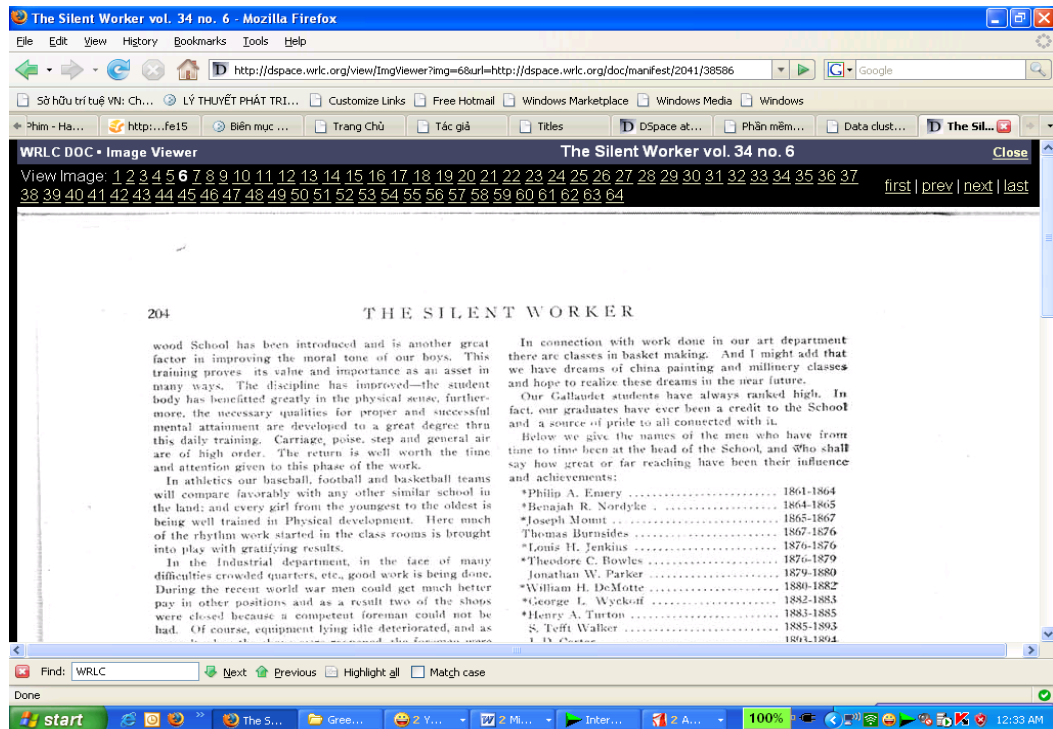 The Silent Worker vol. 34 no. 6 - Mozilla Firefox
File Edit View History Bookmarks Tools Help
http://dspace.wrlc.org/view/ImgViewer?img=6&url=http://dspace.wrlc.org/doc/manifest/2041/38586
Google
Sở hữu trí tuệ VN: Ch... LÝ THUYẾT PHÁT TRI... Customize Links Free Hotmail Windows Marketplace Windows Media Windows
Phim - Ha... http:...fe15 Biên mục ... Trang Chủ Tác giả Titles DSpace at... Phần mềm... Data clust... The Sil...
WRLC DOC • Image Viewer The Silent Worker vol. 34 no. 6 Close
View Image: 1 2 3 4 5 6 7 8 9 10 11 12 13 14 15 16 17 18 19 20 21 22 23 24 25 26 27 28 29 30 31 32 33 34 35 36 37
38 39 40 41 42 43 44 45 46 47 48 49 50 51 52 53 54 55 56 57 58 59 60 61 62 63 64
first | prev | next | last
204 THE SILENT WORKER
wood School has been introduced and is another great
factor in improving the moral tone of our boys. This
training proves its value and importance as an asset in
many ways. The discipline has improved—the student
body has benefitted greatly in the physical sense, further-
more, the necessary qualities for proper and successful
mental attainment are developed to a great degree thru
this daily training. Carriage, poise, step and general air
are of high order. The return is well worth the time
and attention given to this phase of the work.
In athletics our baseball, football and basketball teams
will compare favorably with any other similar school in
the land; and every girl from the youngest to the oldest is
being well trained in Physical development. Here much
of the rhythm work started in the class rooms is brought
into play with gratifying results.
In the Industrial department, in the face of many
difficulties crowded quarters, etc., good work is being done.
During the recent world war men could get much better
pay in other positions and as a result two of the shops
were closed because a competent foreman could not be
had. Of course, equipment lying idle deteriorated, and as
In connection with work done in our art department
there are classes in basket making. And I might add that
we have dreams of china painting and millinery classes
and hope to realize these dreams in the near future.
Our Gallaudet students have always ranked high. In
fact, our graduates have ever been a credit to the School
and a source of pride to all connected with it.
Below we give the names of the men who have from
time to time been at the head of the School, and who shall
say how great or far reaching have been their influence
and achievements:
*Philip A. Emery ........................ 1861-1864
*Benajah R. Nordyke . ..................... 1864-1865
*Joseph Mount ........................... 1865-1867
Thomas Burnsides ........................ 1867-1876
*Louis H. Jenkins ........................ 1876-1876
*Theodore C. Bowles ...................... 1876-1879
Jonathan W. Parker ...................... 1879-1880
*William H. DeMotte ...................... 1880-1882
*George L. Wyckoff ...................... 1882-1883
*Henry A. Turton ......................... 1883-1885
S. Tefft Walker ......................... 1885-1893
1893-1894
Find: WRLC Next Previous Highlight all Match case
Done
start The S... Gree... 2 Y... 2 Mi... Inter... 2 A... 100% 12:33 AM